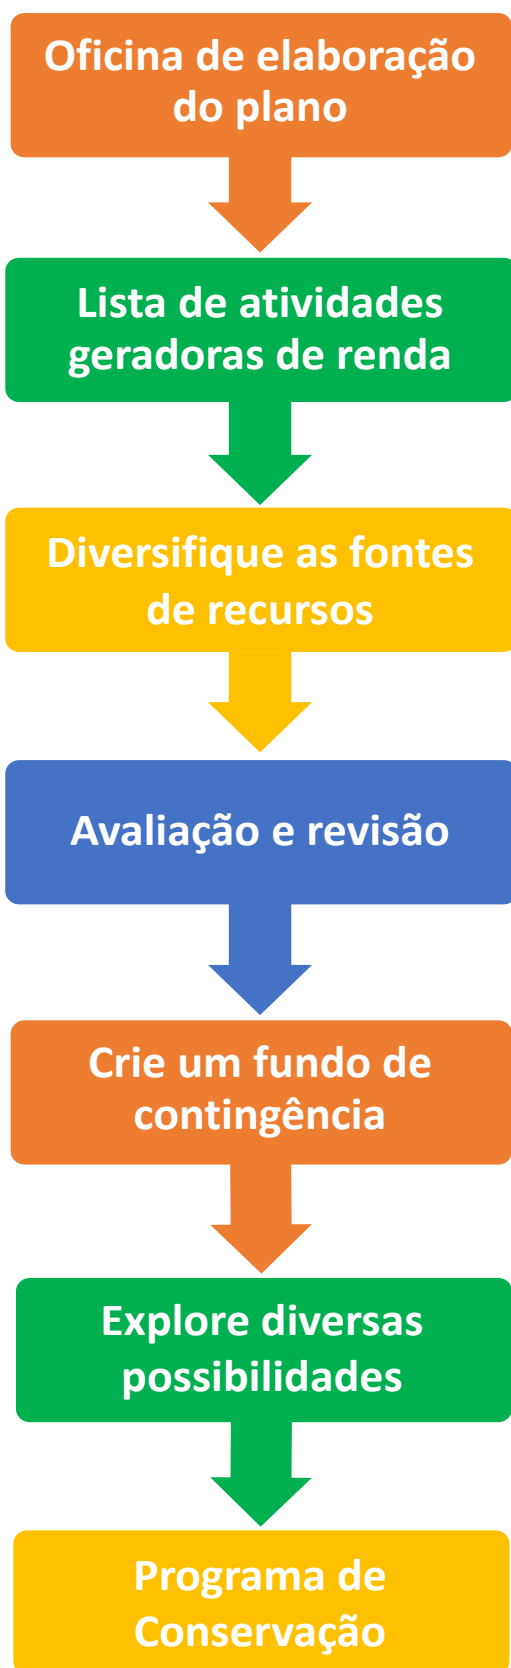 Oficina de elaboração
do plano
Lista de atividades
geradoras de renda
Diversifique as fontes
de recursos
Avaliação e revisão
Crie um fundo de
contingência
Explore diversas
possibilidades
Programa de
Conservação